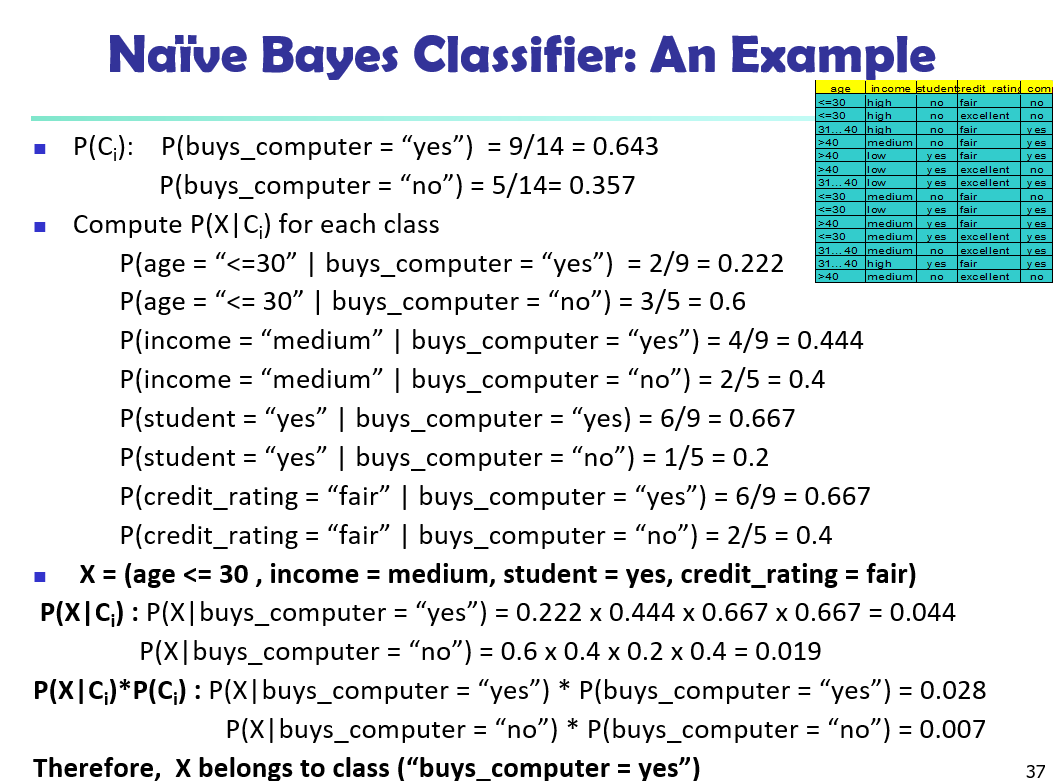 Naïve Bayes Classifier: An Example
age income student credit_rating com
<=30 high no fair no
<=30 high no excellent no
31…40 high no fair yes
>40 medium no fair yes
>40 low yes fair yes
>40 low yes excellent no
31…40 low yes excellent yes
<=30 medium no fair no
<=30 low yes fair yes
>40 medium yes fair yes
<=30 medium yes excellent yes
31…40 medium no excellent yes
31…40 high yes fair yes
>40 medium no excellent no
P(Ci): P(buys_computer = “yes”) = 9/14 = 0.643
P(buys_computer = “no”) = 5/14= 0.357
Compute P(X|Ci) for each class
P(age = “<=30” | buys_computer = “yes”) = 2/9 = 0.222
P(age = “<= 30” | buys_computer = “no”) = 3/5 = 0.6
P(income = “medium” | buys_computer = “yes”) = 4/9 = 0.444
P(income = “medium” | buys_computer = “no”) = 2/5 = 0.4
P(student = “yes” | buys_computer = “yes) = 6/9 = 0.667
P(student = “yes” | buys_computer = “no”) = 1/5 = 0.2
P(credit_rating = “fair” | buys_computer = “yes”) = 6/9 = 0.667
P(credit_rating = “fair” | buys_computer = “no”) = 2/5 = 0.4
X = (age <= 30 , income = medium, student = yes, credit_rating = fair)
P(X|Ci) : P(X|buys_computer = “yes”) = 0.222 x 0.444 x 0.667 x 0.667 = 0.044
P(X|buys_computer = “no”) = 0.6 x 0.4 x 0.2 x 0.4 = 0.019
P(X|Ci)*P(Ci) : P(X|buys_computer = “yes”) * P(buys_computer = “yes”) = 0.028
P(X|buys_computer = “no”) * P(buys_computer = “no”) = 0.007
Therefore, X belongs to class (“buys_computer = yes”)
37